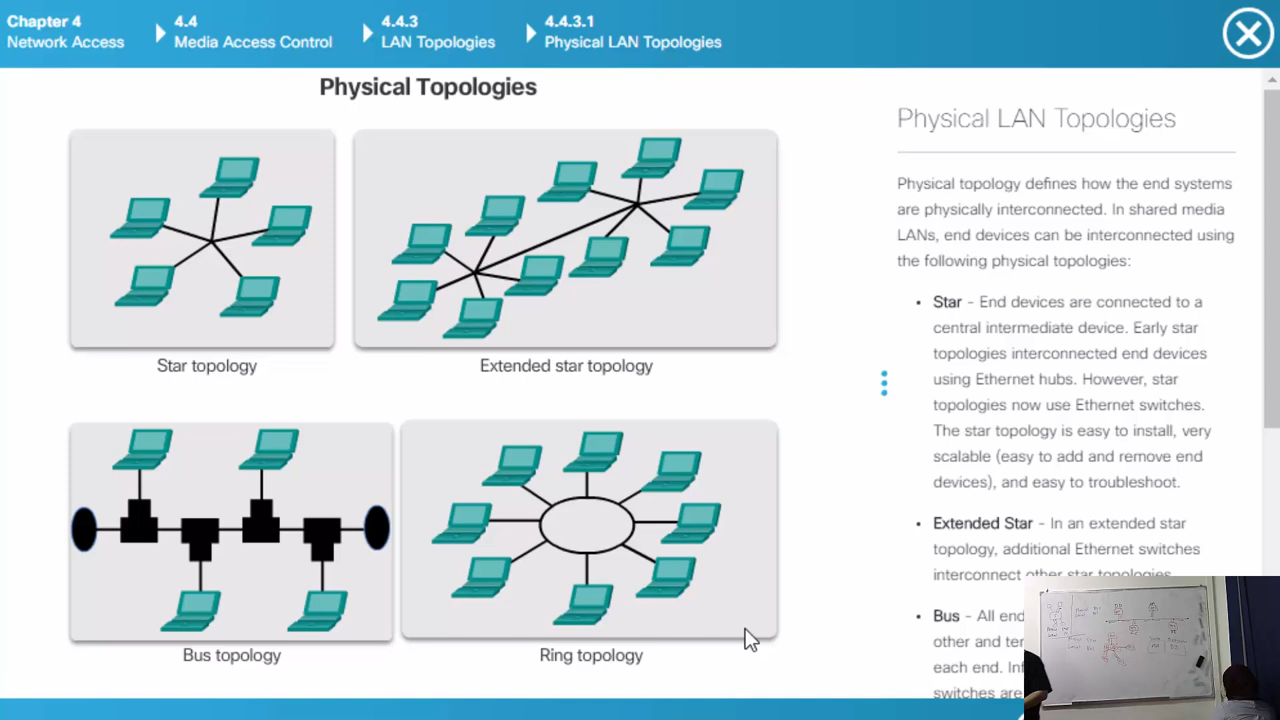 Chapter 4
Network Access
4.4
Media Access Control
4.4.3
LAN Topologies
4.4.3.1
Physical LAN Topologies
Physical Topologies
Star topology
Extended star topology
Bus topology
Ring topology
Physical LAN Topologies
Physical topology defines how the end systems
are physically interconnected. In shared media
LANs, end devices can be interconnected using
the following physical topologies:
• Star - End devices are connected to a
central intermediate device. Early star
topologies interconnected end devices
using Ethernet hubs. However, star
topologies now use Ethernet switches.
The star topology is easy to install, very
scalable (easy to add and remove end
devices), and easy to troubleshoot.
• Extended Star - In an extended star
topology, additional Ethernet switches
interconnect other star topologies
• Bus - All end
other and ter
each end. In
switches are